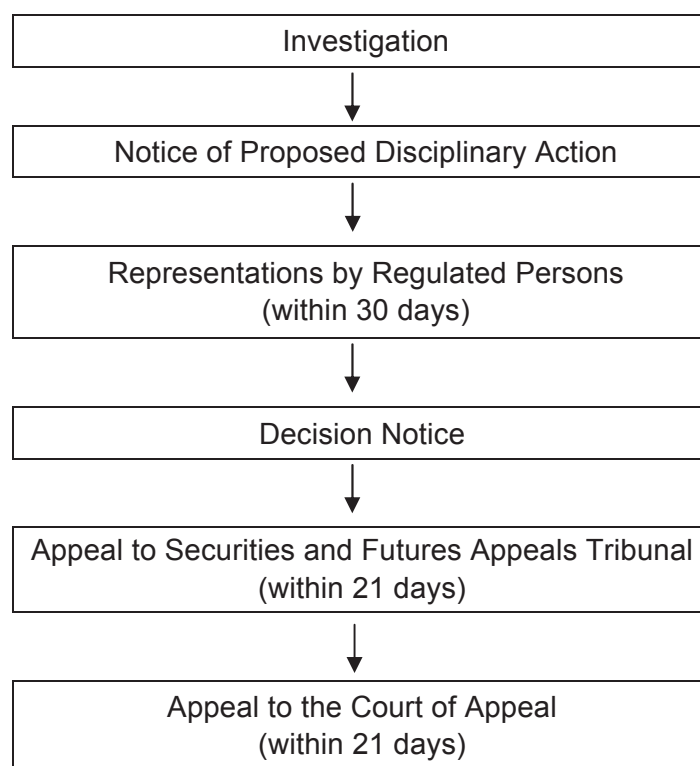 Investigation
Notice of Proposed Disciplinary Action
Representations by Regulated Persons
(within 30 days)
Decision Notice
Appeal to Securities and Futures Appeals Tribunal
(within 21 days)
Appeal to the Court of Appeal
(within 21 days)